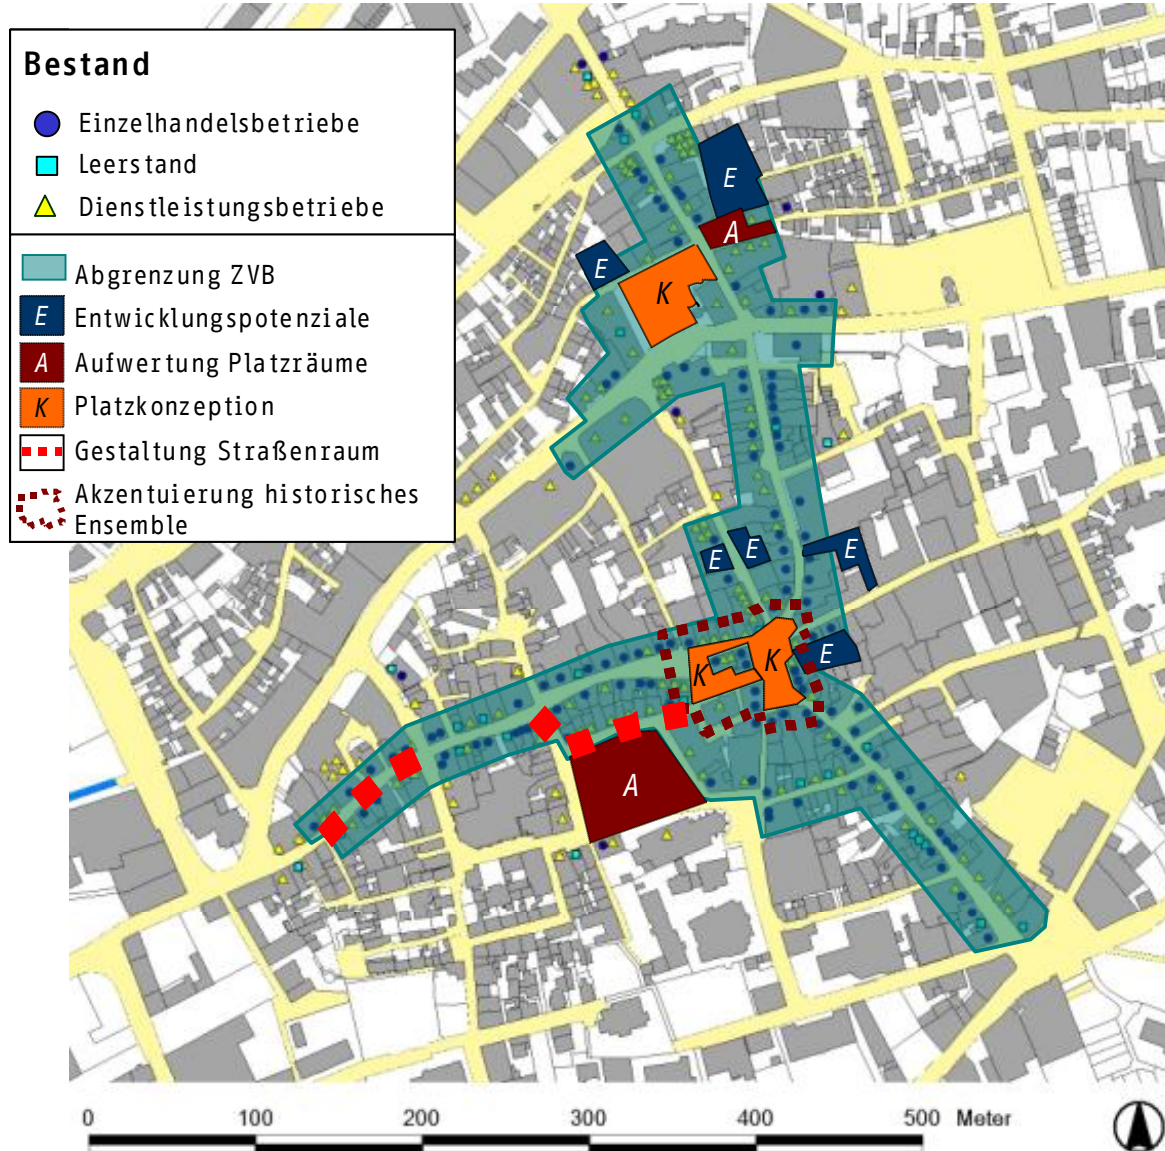 Bestand
Einzelhandelsbetriebe
Leerstand
Dienstleistungsbetriebe
Abgrenzung ZVB
E Entwicklungspotenziale
A Aufwertung Platzräume
K Platzkonzeption
Gestaltung Straßenraum
Akzentuierung historisches
Ensemble
E
A
E
K
E
E
E
E
K
K
A
0 100 200 300 400 500 Meter